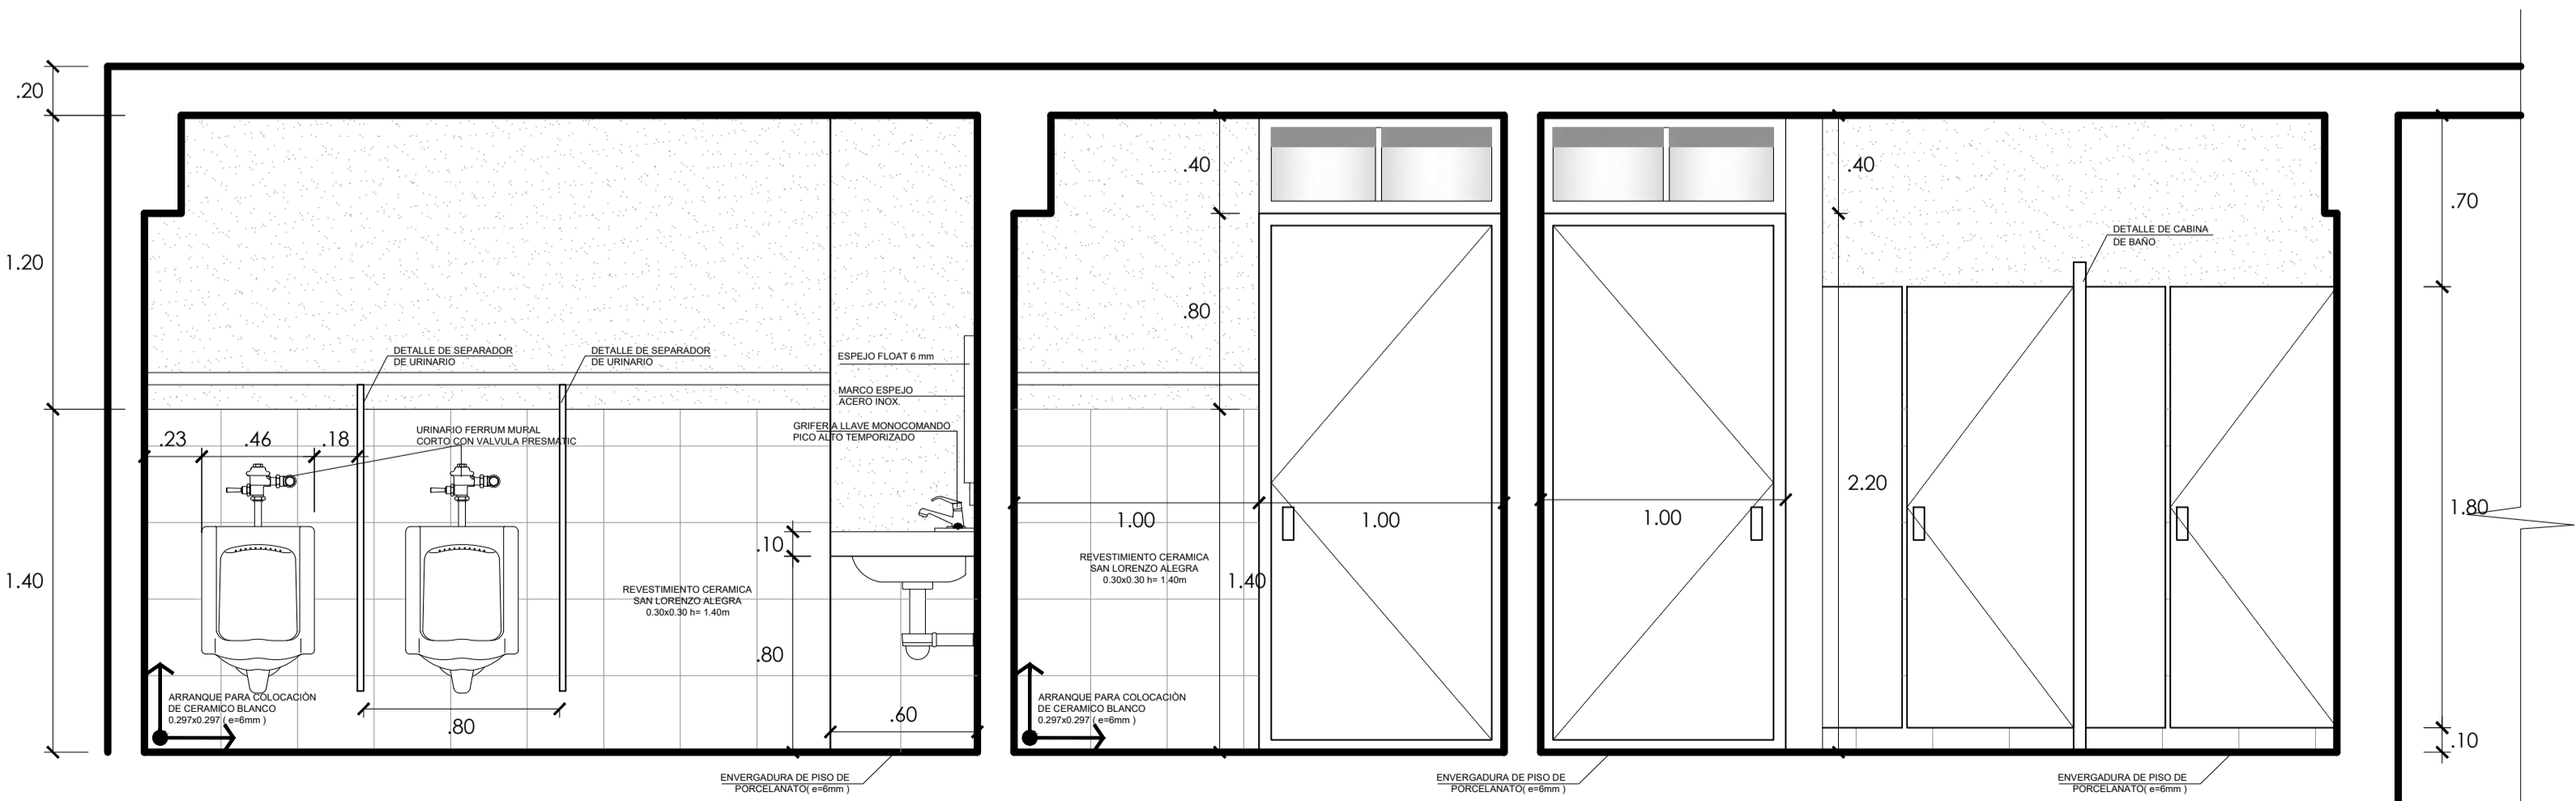 .20
1.20
1.40
DETALLE DE SEPARADOR
DE URINARIO
DETALLE DE SEPARADOR
DE URINARIO
ESPEJO FLOAT 6 mm
MARCO ESPEJO
ACERO INOX.
GRIFERIA LLAVE MONOCOMANDO
PICO ALTO TEMPORIZADO
URINARIO FERRUM MURAL
CORTO CON VALVULA PRESMATIC
.23
.46
.18
.10
.80
REVESTIMIENTO CERAMICA
SAN LORENZO ALEGRA
0.30x0.30 h= 1.40m
ARRANQUE PARA COLOCACIÒN
DE CERAMICO BLANCO
0.297x0.297 ( e=6mm )
.80
.60
ENVERGADURA DE PISO DE
PORCELANATO( e=6mm )
.40
.80
1.00
1.00
REVESTIMIENTO CERAMICA
SAN LORENZO ALEGRA
0.30x0.30 h= 1.40m
1.40
ARRANQUE PARA COLOCACIÒN
DE CERAMICO BLANCO
0.297x0.297 ( e=6mm )
.40
DETALLE DE CABINA
DE BAÑO
2.20
1.00
ENVERGADURA DE PISO DE
PORCELANATO( e=6mm )
ENVERGADURA DE PISO DE
PORCELANATO( e=6mm )
.70
1.80
.10